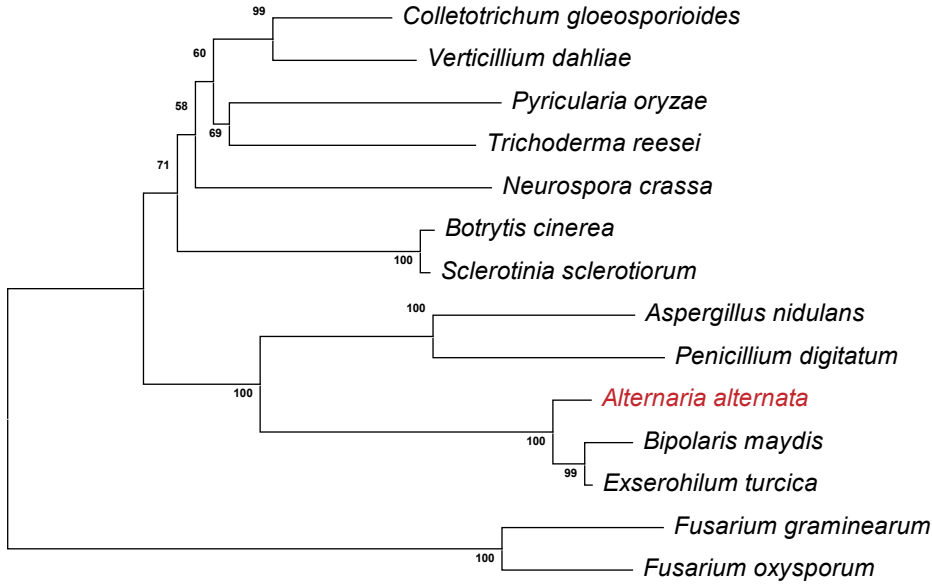 99
Colletotrichum gloeosporioides
60
Verticillium dahliae
58
Pyricularia oryzae
69
Trichoderma reesei
71
Neurospora crassa
Botrytis cinerea
100
Sclerotinia sclerotiorum
100
Aspergillus nidulans
Penicillium digitatum
100
Alternaria alternata
100
Bipolaris maydis
99
Exserohilum turcica
Fusarium graminearum
100
Fusarium oxysporum